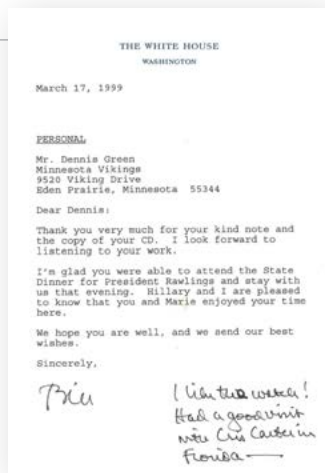 THE WHITE HOUSE
WASHINGTON
March 17, 1999
PERSONAL
Mr. Dennis Green
Minnesota Vikings
9520 Viking Drive
Eden Prairie, Minnesota 55344
Dear Dennis:
Thank you very much for your kind note and
the copy of your CD. I look forward to
listening to your work.
I'm glad you were able to attend the State
Dinner for President Rawlings and stay with
us that evening. Hillary and I are pleased
to know that you and Marie enjoyed your time
here.
We hope you are well, and we send our best
wishes.
Sincerely,
Bill
I like the watch!
Had a good visit
with Cris Carter in
Florida —